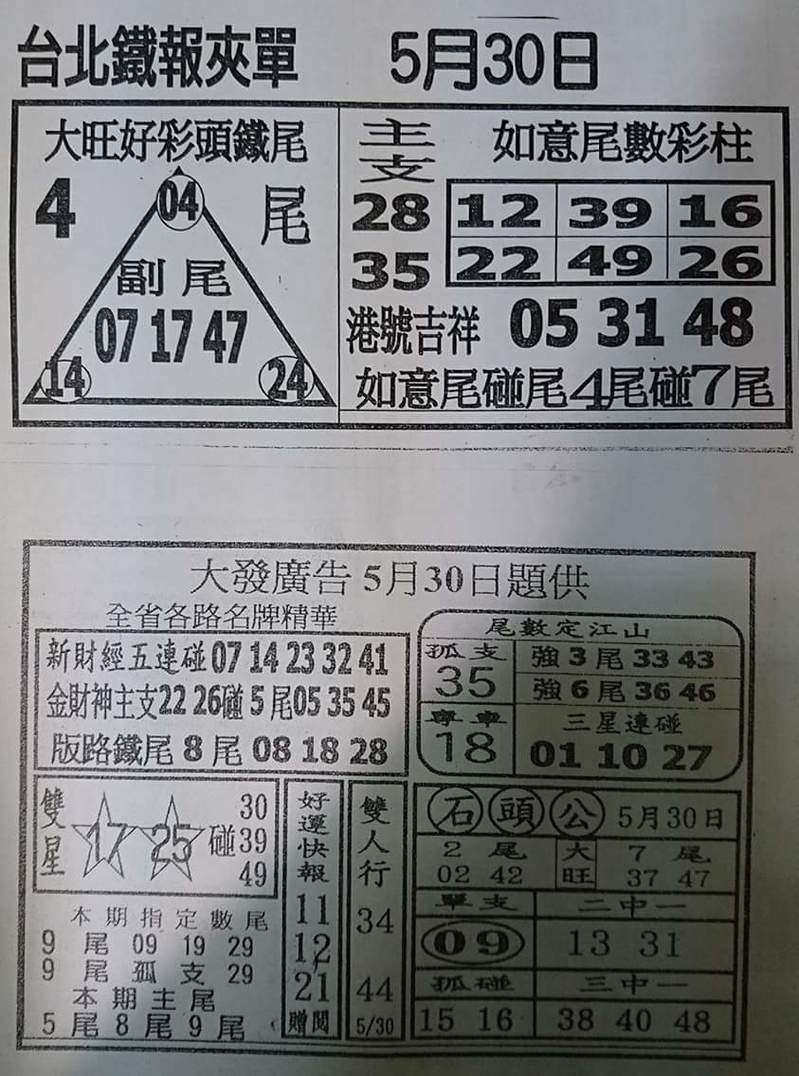 台北鐵報夾單 5月30日
大旺好彩頭鐵尾
4 04 尾
副尾
07 17 47
14 24
主支 如意尾數彩柱
28 12 39 16
35 22 49 26
港號吉祥 05 31 48
如意尾碰尾4尾碰7尾
大發廣告5月30日題供
全省各路名牌精華
新財經五連碰07 14 23 32 41
金財神主支22 26碰5尾05 35 45
版路鐵尾8尾08 18 28
尾數定江山
孤支 強3尾33 43
35 強6尾36 46
專車 三星連碰
18 01 10 27
雙星 17 25 碰 30 39 49
本期指定數尾
9尾 09 19 29
9尾孤支29
本期主尾
5尾8尾9尾
好運快報
11
12
21
贈閱
雙人行
34
44
5/30
石頭公 5月30日
2尾 大旺 7尾
02 42 37 47
單支 二中一
09 13 31
孤碰 三中一
15 16 38 40 48